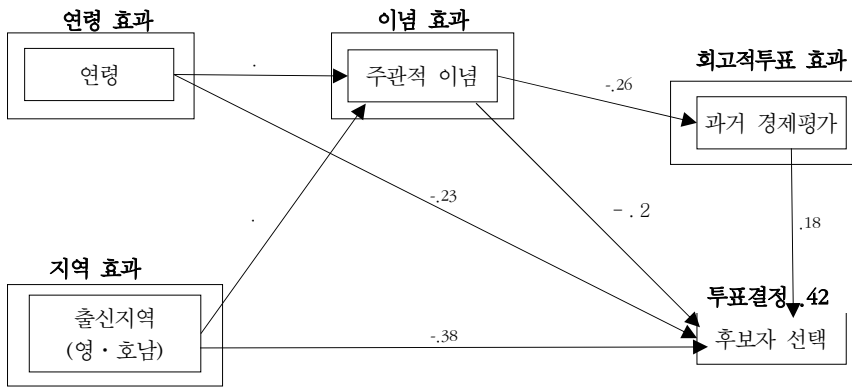 연령 효과
이념 효과
연령
.
주관적 이념
회고적투표 효과
-.26
과거 경제평가
-.23
.
-.2
.18
지역 효과
투표결정 .42
출신지역
(영·호남)
-.38
후보자 선택